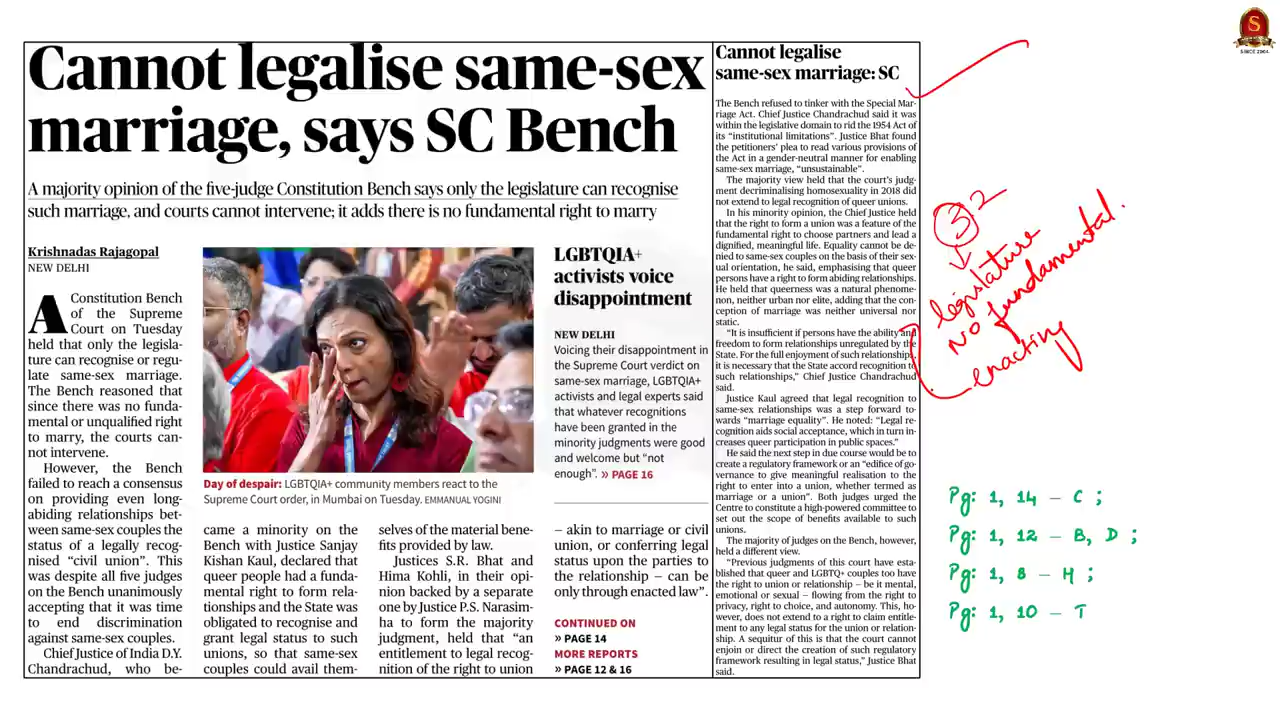 Cannot legalise same-sex
marriage, says SC Bench
A majority opinion of the five-judge Constitution Bench says only the legislature can recognise
such marriage, and courts cannot intervene; it adds there is no fundamental right to marry
Krishnadas Rajagopal
NEW DELHI
A Constitution Bench
of the Supreme
Court on Tuesday
held that only the legisla-
ture can recognise or regu-
late same-sex marriage.
The Bench reasoned that
since there was no funda-
mental or unqualified right
to marry, the courts can-
not intervene.
However, the Bench
failed to reach a consensus
on providing even long-
abiding relationships bet-
ween same-sex couples the
status of a legally recog-
nised “civil union”. This
was despite all five judges
on the Bench unanimously
accepting that it was time
to end discrimination
against same-sex couples.
Chief Justice of India D.Y.
Chandrachud, who be-
Day of despair: LGBTQIA+ community members react to the
Supreme Court order, in Mumbai on Tuesday. EMMANUAL YOGINI
came a minority on the
Bench with Justice Sanjay
Kishan Kaul, declared that
queer people had a funda-
mental right to form rela-
tionships and the State was
obligated to recognise and
grant legal status to such
unions, so that same-sex
couples could avail them-
selves of the material bene-
fits provided by law.
Justices S.R. Bhat and
Hima Kohli, in their opi-
nion backed by a separate
one by Justice P.S. Narasim-
ha to form the majority
judgment, held that “an
entitlement to legal recog-
nition of the right to union
LGBTQIA+
activists voice
disappointment
NEW DELHI
Voicing their disappointment in
the Supreme Court verdict on
same-sex marriage, LGBTQIA+
activists and legal experts said
that whatever recognitions
have been granted in the
minority judgments were good
and welcome but “not
enough”. » PAGE 16
— akin to marriage or civil
union, or conferring legal
status upon the parties to
the relationship — can be
only through enacted law”.
CONTINUED ON
» PAGE 14
MORE REPORTS
» PAGE 12 & 16
Cannot legalise
same-sex marriage: SC
The Bench refused to tinker with the Special Mar-
riage Act. Chief Justice Chandrachud said it was
within the legislative domain to rid the 1954 Act of
its “institutional limitations”. Justice Bhat found
the petitioners’ plea to read various provisions of
the Act in a gender-neutral manner for enabling
same-sex marriage, “unsustainable”.
The majority view held that the court’s judg-
ment decriminalising homosexuality in 2018 did
not extend to legal recognition of queer unions.
In his minority opinion, the Chief Justice held
that the right to form a union was a feature of the
fundamental right to choose partners and lead a
dignified, meaningful life. Equality cannot be de-
nied to same-sex couples on the basis of their sex-
ual orientation, he said, emphasising that queer
persons have a right to form abiding relationships.
He held that queerness was a natural phenome-
non, neither urban nor elite, adding that the con-
ception of marriage was neither universal nor
static.
“It is insufficient if persons have the ability and
freedom to form relationships unregulated by the
State. For the full enjoyment of such relationships,
it is necessary that the State accord recognition to
such relationships,” Chief Justice Chandrachud
said.
Justice Kaul agreed that legal recognition to
same-sex relationships was a step forward to-
wards “marriage equality”. He noted: “Legal re-
cognition aids social acceptance, which in turn in-
creases queer participation in public spaces.”
He said the next step in due course would be to
create a regulatory framework or an “edifice of go-
vernance to give meaningful realisation to the
right to enter into a union, whether termed as
marriage or a union”. Both judges urged the
Centre to constitute a high-powered committee to
set out the scope of benefits available to such
unions.
The majority of judges on the Bench, however,
held a different view.
“Previous judgments of this court have esta-
blished that queer and LGBTQ+ couples too have
the right to union or relationship – be it mental,
emotional or sexual – flowing from the right to
privacy, right to choice, and autonomy. This, ho-
wever, does not extend to a right to claim entitle-
ment to any legal status for the union or relation-
ship. A sequitur of this is that the court cannot
enjoin or direct the creation of such regulatory
framework resulting in legal status,” Justice Bhat
said.
S
SINCE 2004
3 2
legislature
No fundamental.
enacting
Pg: 1, 14 – C ;
Pg: 1, 12 – B, D ;
Pg: 1, 8 – H ;
Pg: 1, 10 – T